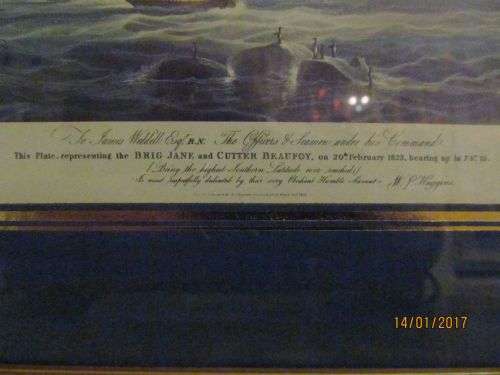 To James Weddell Esqr. R.N. The Officers & Seamen under his Command
This Plate, representing the BRIG JANE and CUTTER BEAUFOY, on 20th February 1823, bearing up in
(Being the highest Southern Latitude ever reached)
Is most respectfully dedicated by their very Obedient Humble Servant W. J. Huggins
14/01/2017